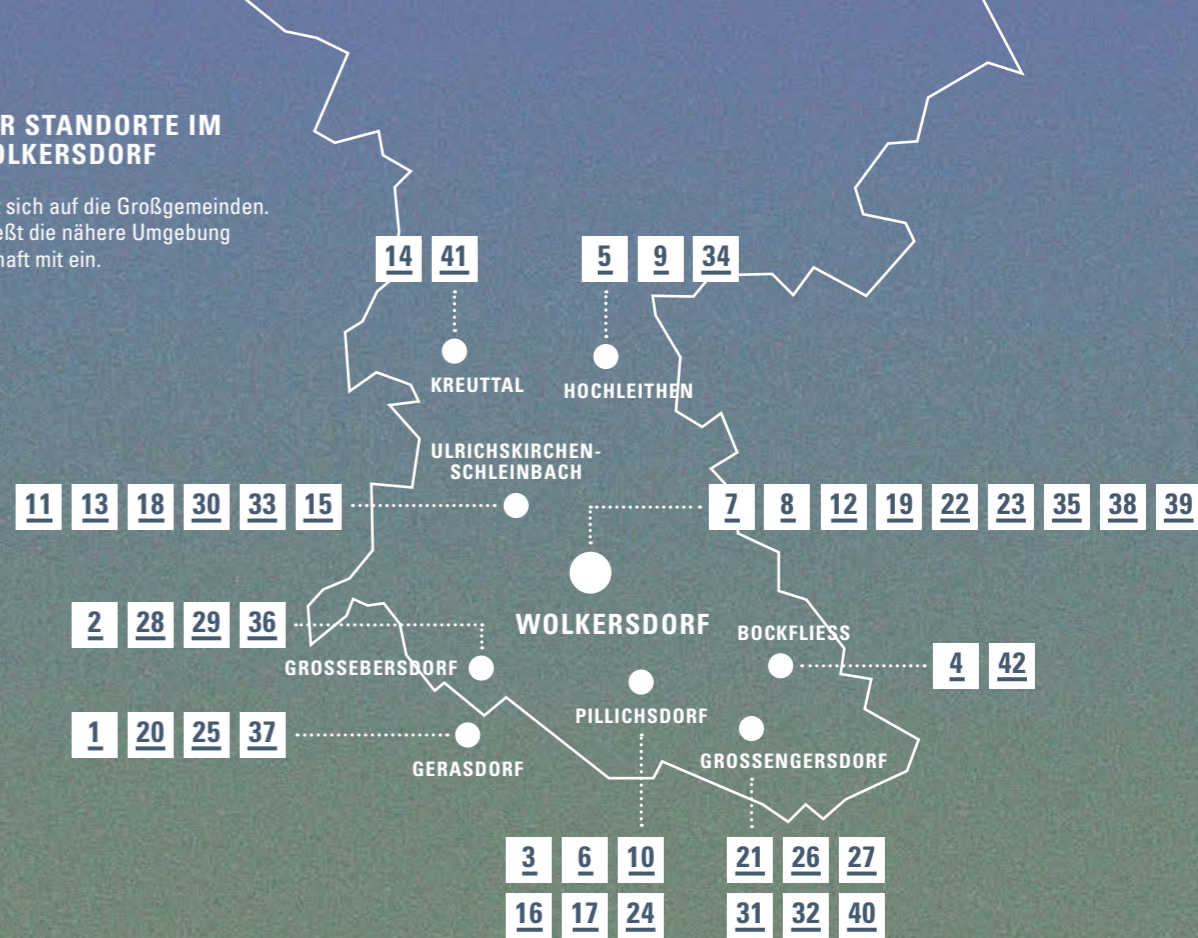 R STANDORTE IM
OLKERSDORF
sich auf die Großgemeinden.
die nähere Umgebung
mit ein.
14 41
5 9 34
KREUTTAL
HOCHLEITHEN
ULRICHSKIRCHEN-
SCHLEINBACH
11 13 18 30 33 15
7 8 12 19 22 23 35 38 39
2 28 29 36
WOLKERSDORF
BOCKFLIESS
GROSSEBERSDORF
4 42
PILLICHSDORF
1 20 25 37
GROSSENGERSDORF
GERASDORF
3 6 10
21 26 27
16 17 24
31 32 40